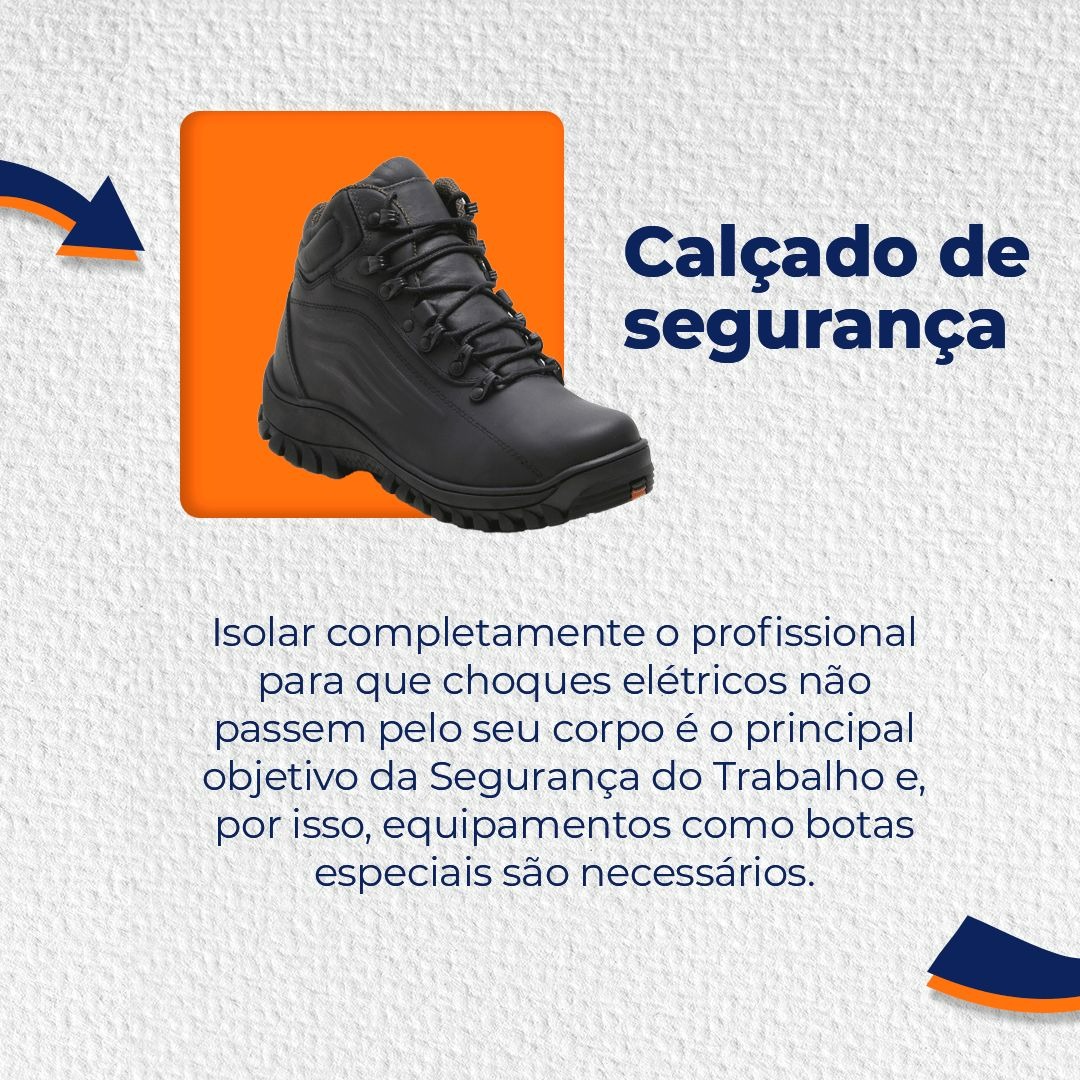 Calçado de
segurança
Isolar completamente o profissional
para que choques elétricos não
passem pelo seu corpo é o principal
objetivo da Segurança do Trabalho e,
por isso, equipamentos como botas
especiais são necessários.